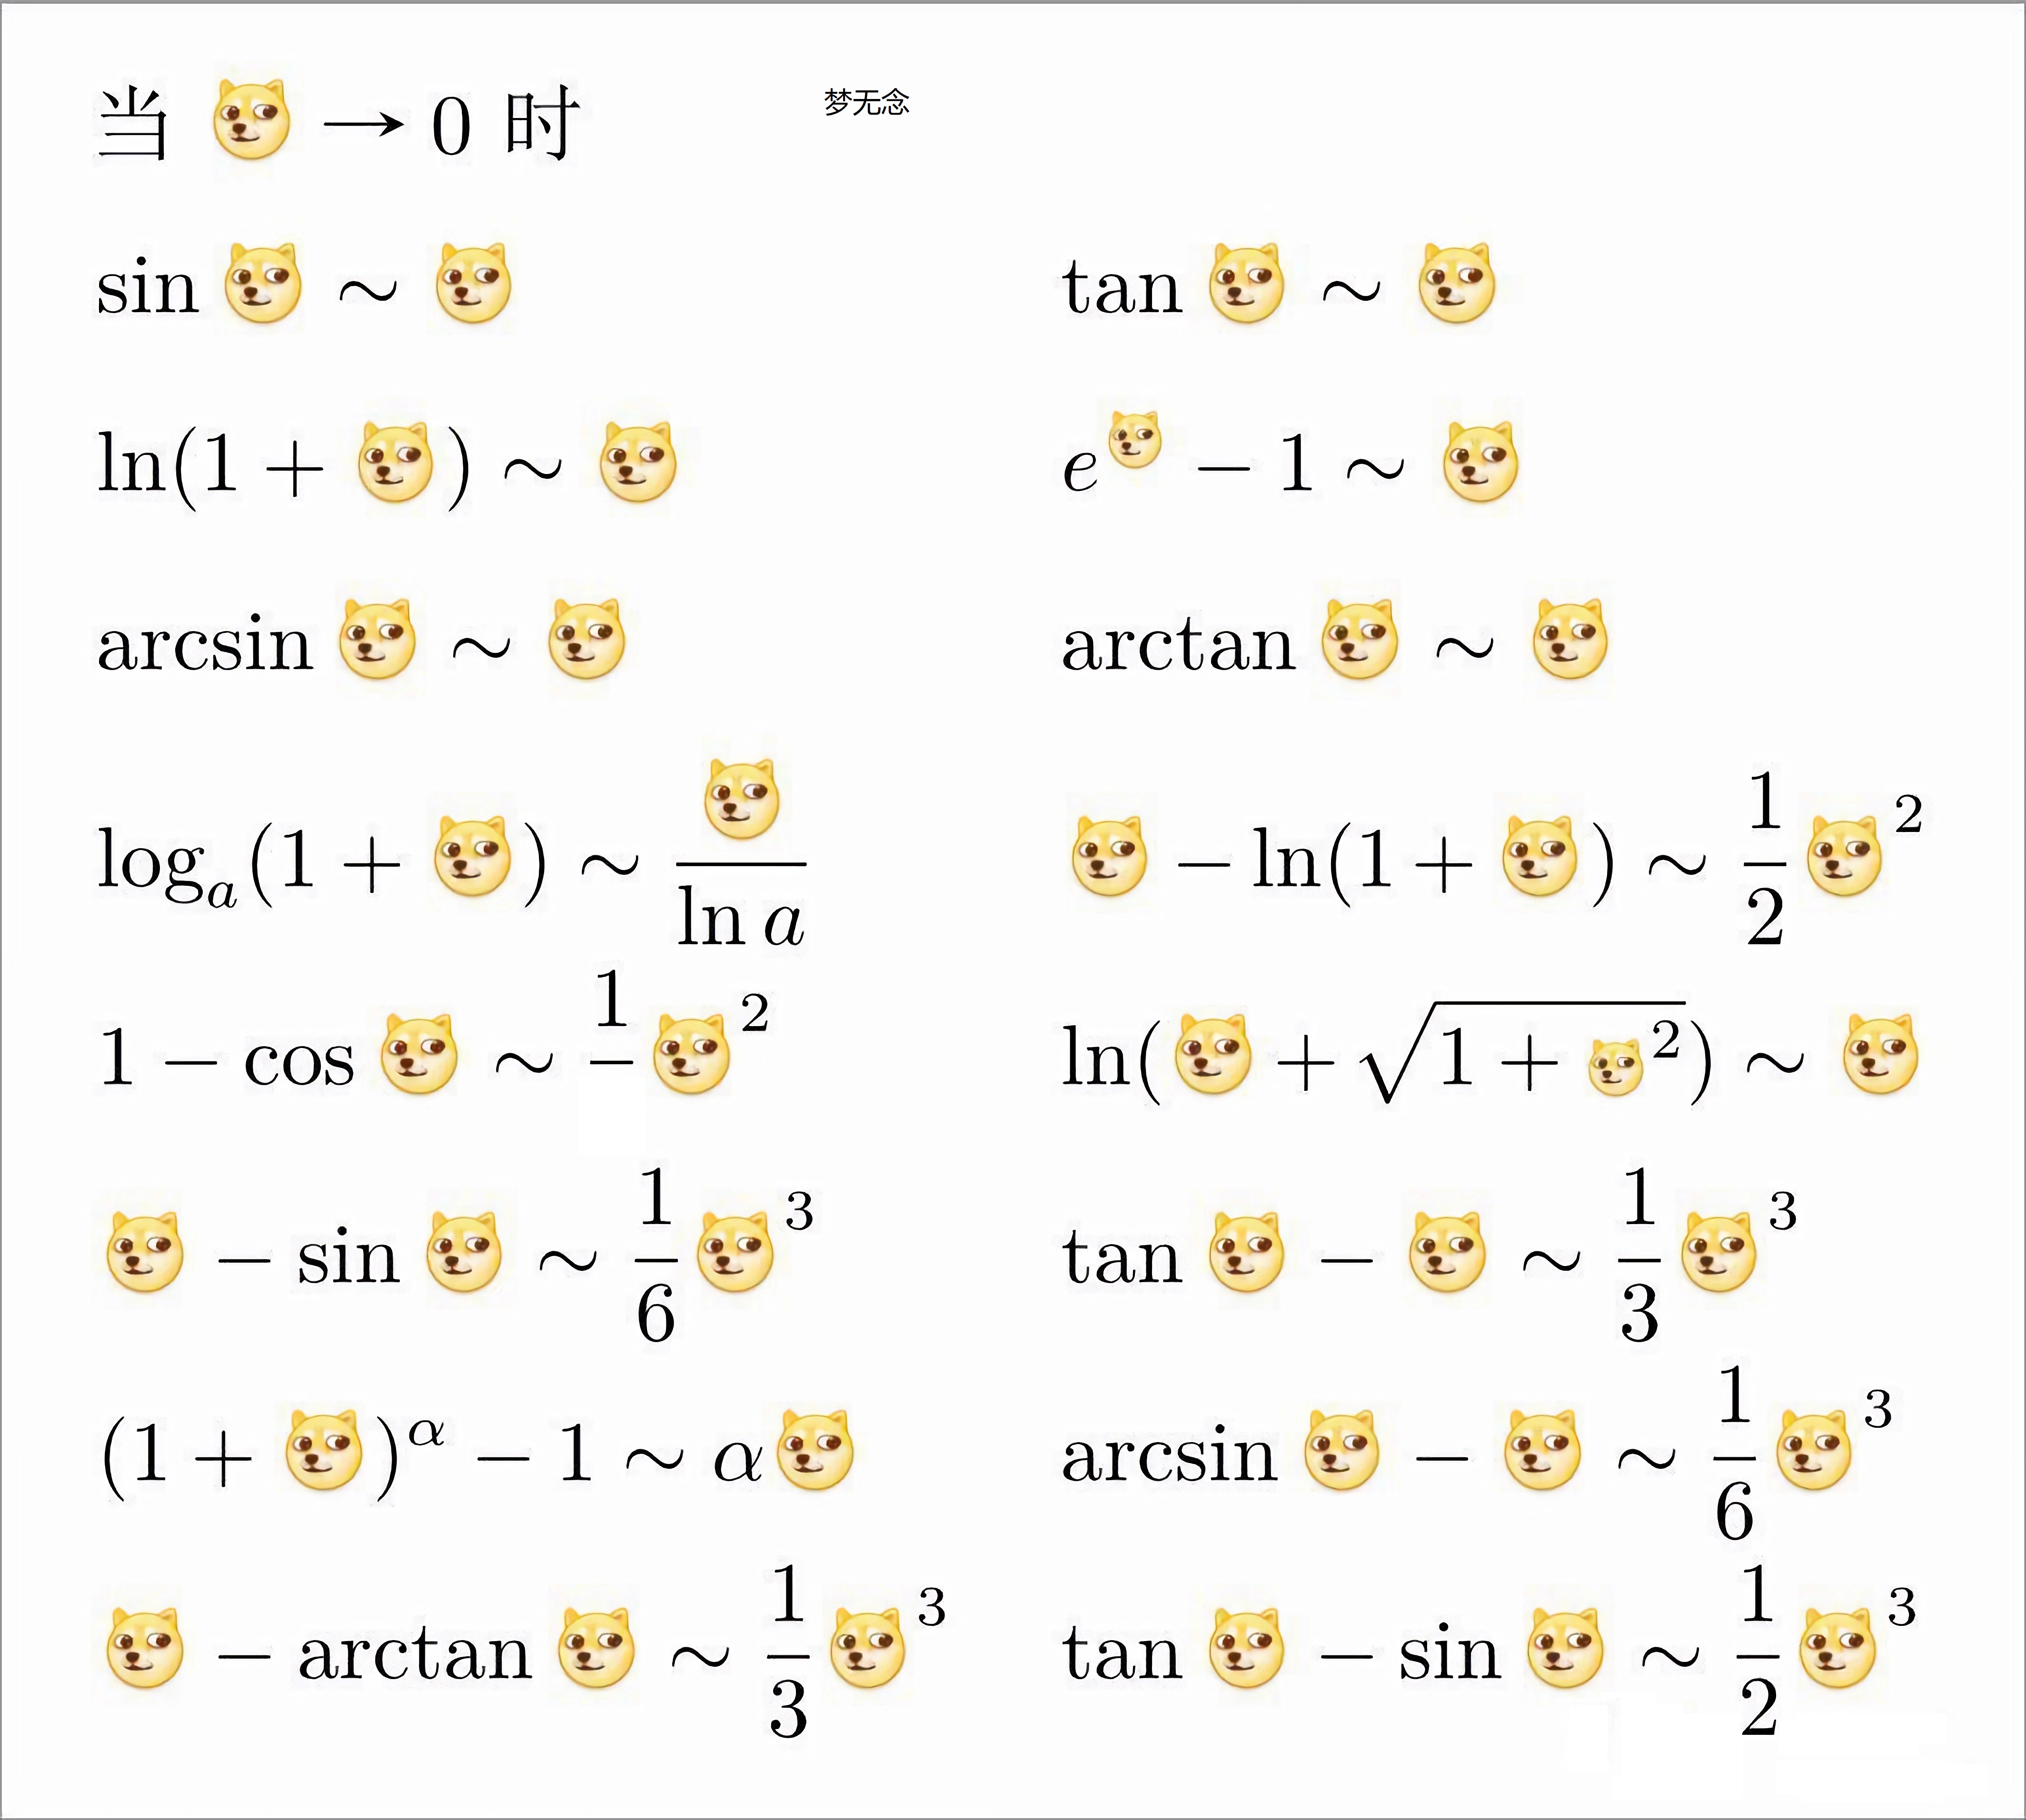 当 🐶 → 0 时
梦无念
sin 🐶 ~ 🐶
tan 🐶 ~ 🐶
ln(1 + 🐶) ~ 🐶
e^🐶 − 1 ~ 🐶
arcsin 🐶 ~ 🐶
arctan 🐶 ~ 🐶
logₐ(1 + 🐶) ~ 🐶/ln a
🐶 − ln(1 + 🐶) ~ 1/2 🐶²
1 − cos 🐶 ~ 1/ 🐶²
ln(🐶 + √(1 + 🐶²)) ~ 🐶
🐶 − sin 🐶 ~ 1/6 🐶³
tan 🐶 − 🐶 ~ 1/3 🐶³
(1 + 🐶)^α − 1 ~ α🐶
arcsin 🐶 − 🐶 ~ 1/6 🐶³
🐶 − arctan 🐶 ~ 1/3 🐶³
tan 🐶 − sin 🐶 ~ 1/2 🐶³